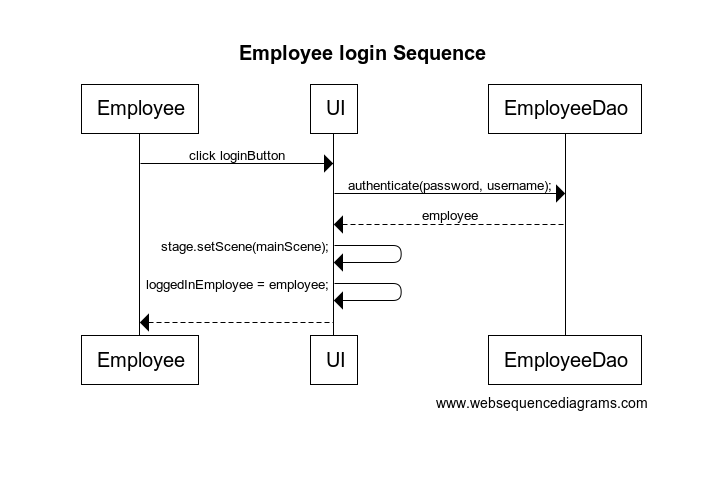 Employee login Sequence
Employee
UI
EmployeeDao
click loginButton
authenticate(password, username);
employee
stage.setScene(mainScene);
loggedInEmployee = employee;
Employee
UI
EmployeeDao
www.websequencediagrams.com